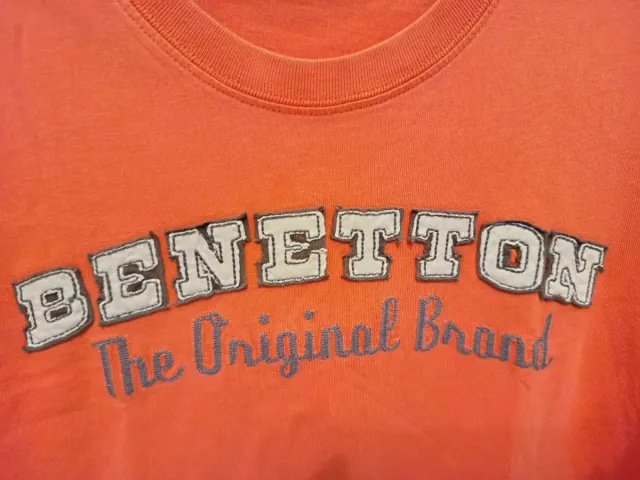 BENETTON
The Original Brand